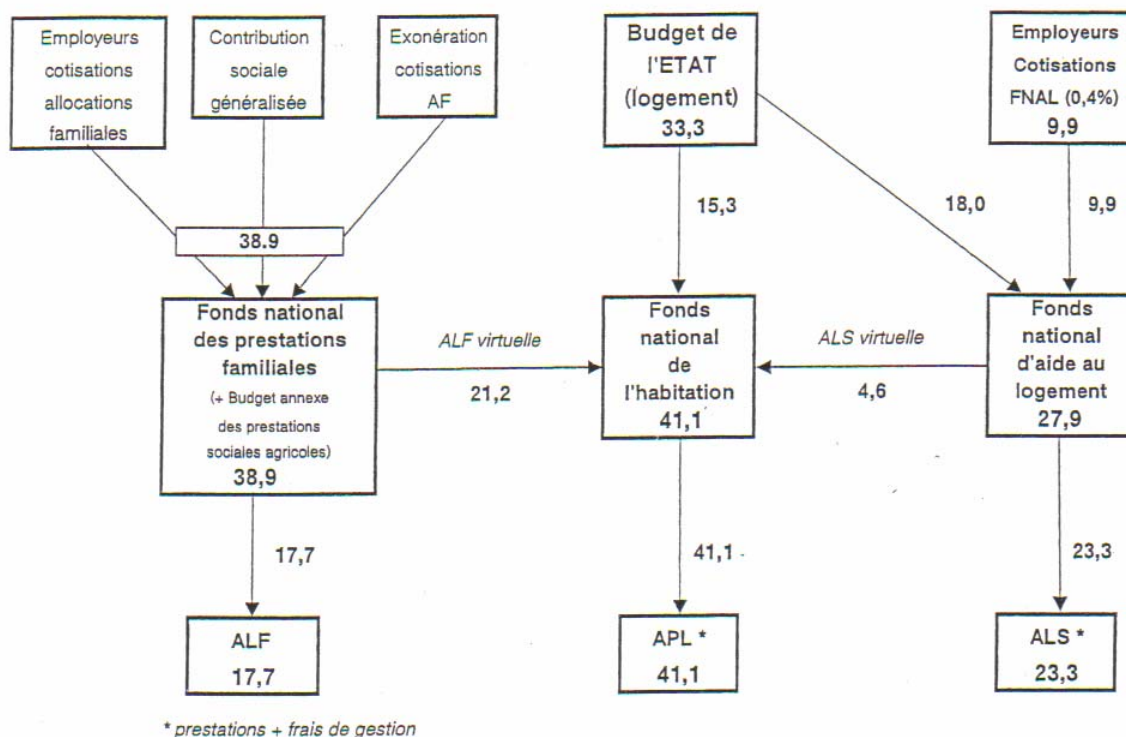 Employeurs
cotisations
allocations
familiales
Contribution
sociale
généralisée
Exonération
cotisations
AF
Budget de
l'ETAT
(logement)
33,3
Employeurs
Cotisations
FNAL (0,4%)
9,9
38.9
15,3
18,0
9,9
Fonds national
des prestations
familiales
(+ Budget annexe
des prestations
sociales agricoles)
38,9
ALF virtuelle
21,2
Fonds
national
de
l'habitation
41,1
ALS virtuelle
4,6
Fonds
national
d'aide au
logement
27,9
17,7
41,1
23,3
ALF
17,7
APL *
41,1
ALS *
23,3
* prestations + frais de gestion